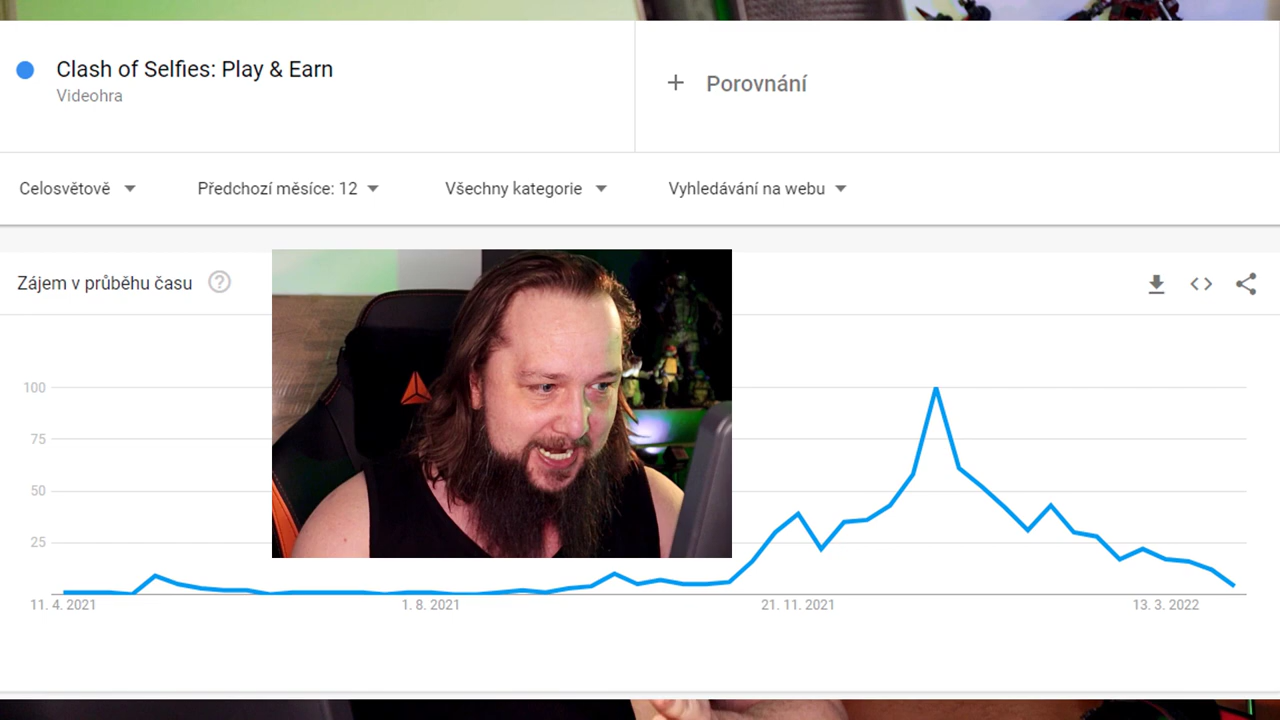 Clash of Selfies: Play & Earn
Videohra
+ Porovnání
Celosvětově
Předchozí měsíce: 12
Všechny kategorie
Vyhledávání na webu
Zájem v průběhu času
100
75
50
25
11. 4. 2021
1. 8. 2021
21. 11. 2021
13. 3. 2022